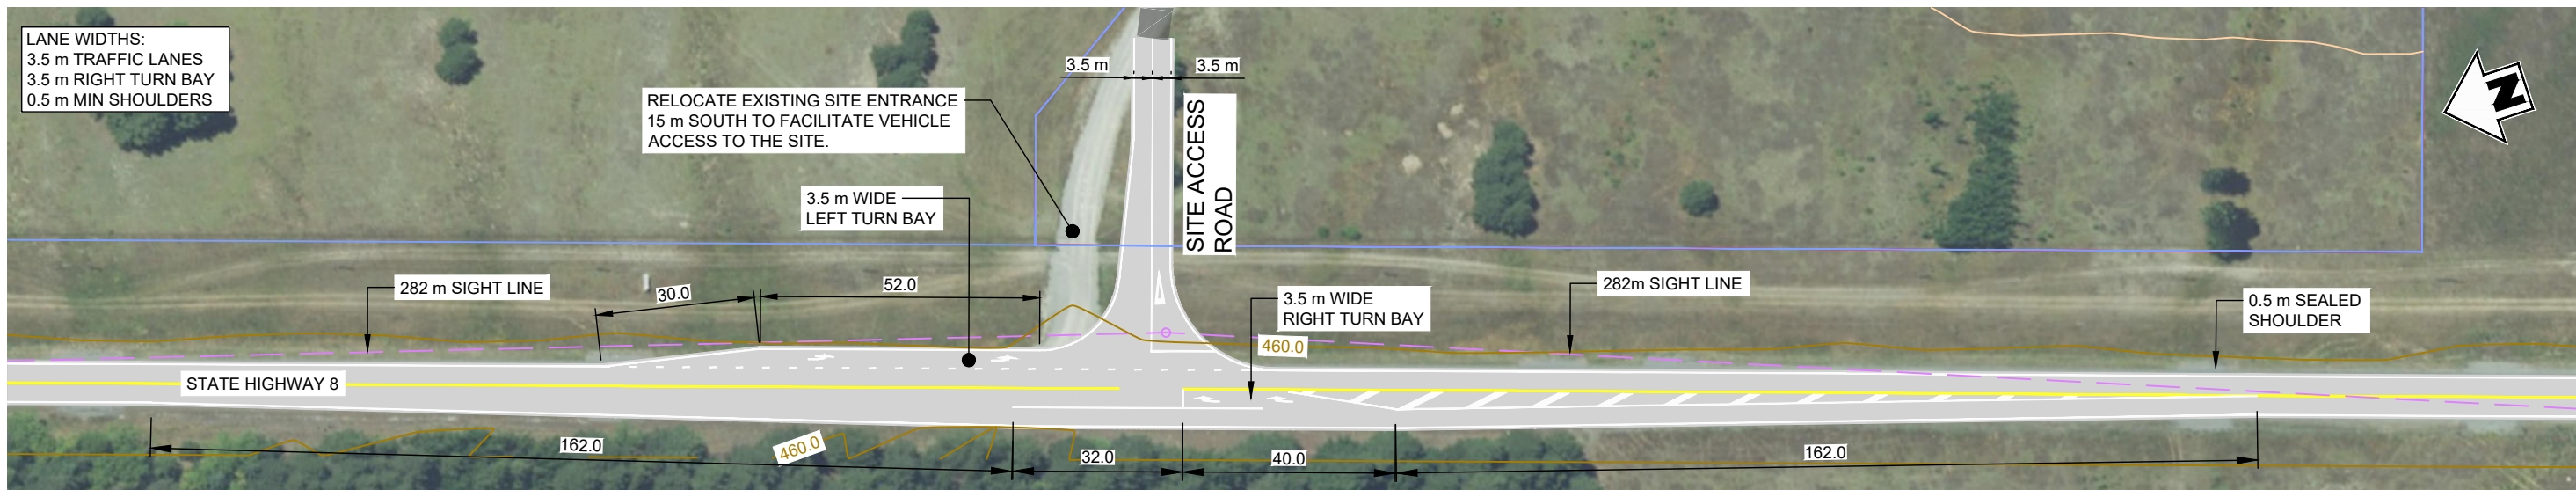 LANE WIDTHS:
3.5 m TRAFFIC LANES
3.5 m RIGHT TURN BAY
0.5 m MIN SHOULDERS
RELOCATE EXISTING SITE ENTRANCE
15 m SOUTH TO FACILITATE VEHICLE
ACCESS TO THE SITE.
3.5 m
3.5 m
SITE ACCESS
ROAD
N
3.5 m WIDE
LEFT TURN BAY
282 m SIGHT LINE
30.0
52.0
3.5 m WIDE
RIGHT TURN BAY
282m SIGHT LINE
0.5 m SEALED
SHOULDER
460.0
STATE HIGHWAY 8
162.0
460.0
32.0
40.0
162.0